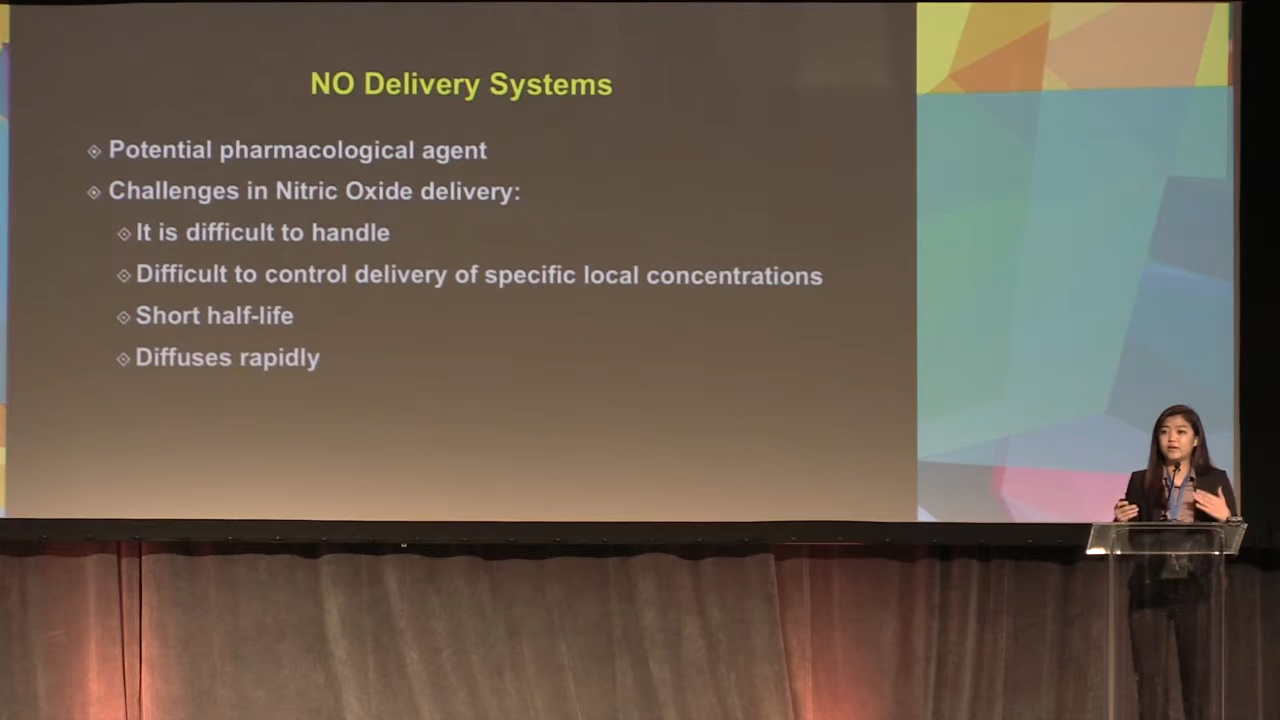 NO Delivery Systems
Potential pharmacological agent
Challenges in Nitric Oxide delivery:
It is difficult to handle
Difficult to control delivery of specific local concentrations
Short half-life
Diffuses rapidly